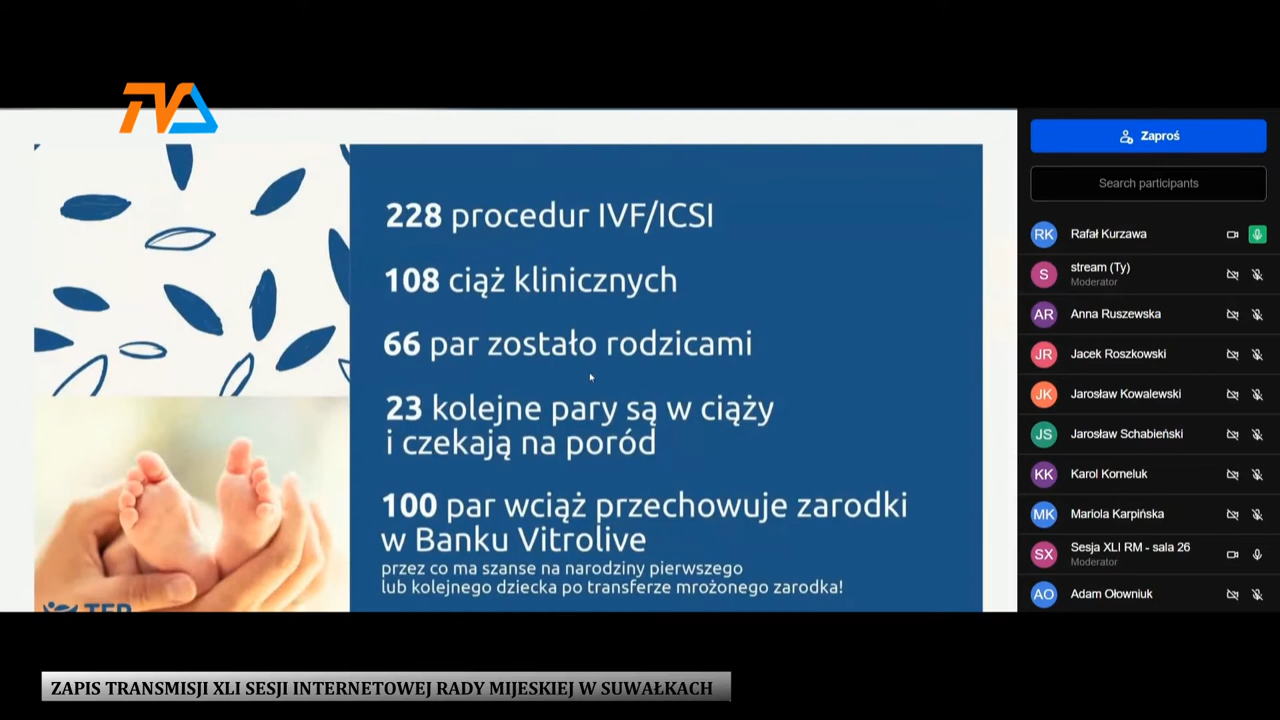 TVA
228 procedur IVF/ICSI
108 ciąż klinicznych
66 par zostało rodzicami
23 kolejne pary są w ciąży
i czekają na poród
100 par wciąż przechowuje zarodki
w Banku Vitrolive
przez co ma szanse na narodziny pierwszego
lub kolejnego dziecka po transferze mrożonego zarodka!
Zaproś
Search participants
RK Rafał Kurzawa
S stream (Ty)
Moderator
AR Anna Ruszewska
JR Jacek Roszkowski
JK Jarosław Kowalewski
JS Jarosław Schabieński
KK Karol Korneluk
MK Mariola Karpińska
SX Sesja XLI RM - sala 26
Moderator
AO Adam Ołowniuk
ZAPIS TRANSMISJI XLI SESJI INTERNETOWEJ RADY MIJESKIEJ W SUWAŁKACH